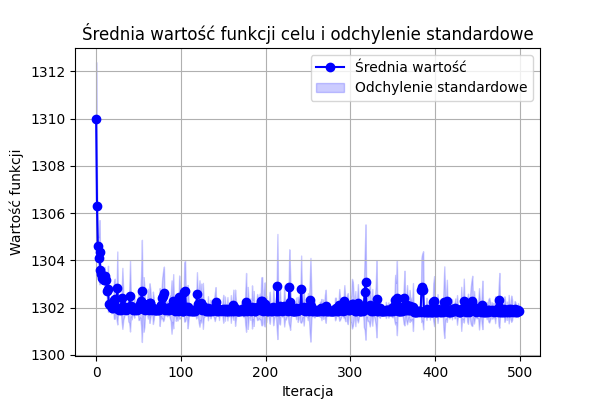 Średnia wartość funkcji celu i odchylenie standardowe
Średnia wartość
Odchylenie standardowe
Wartość funkcji
1312
1310
1308
1306
1304
1302
1300
0 100 200 300 400 500
Iteracja